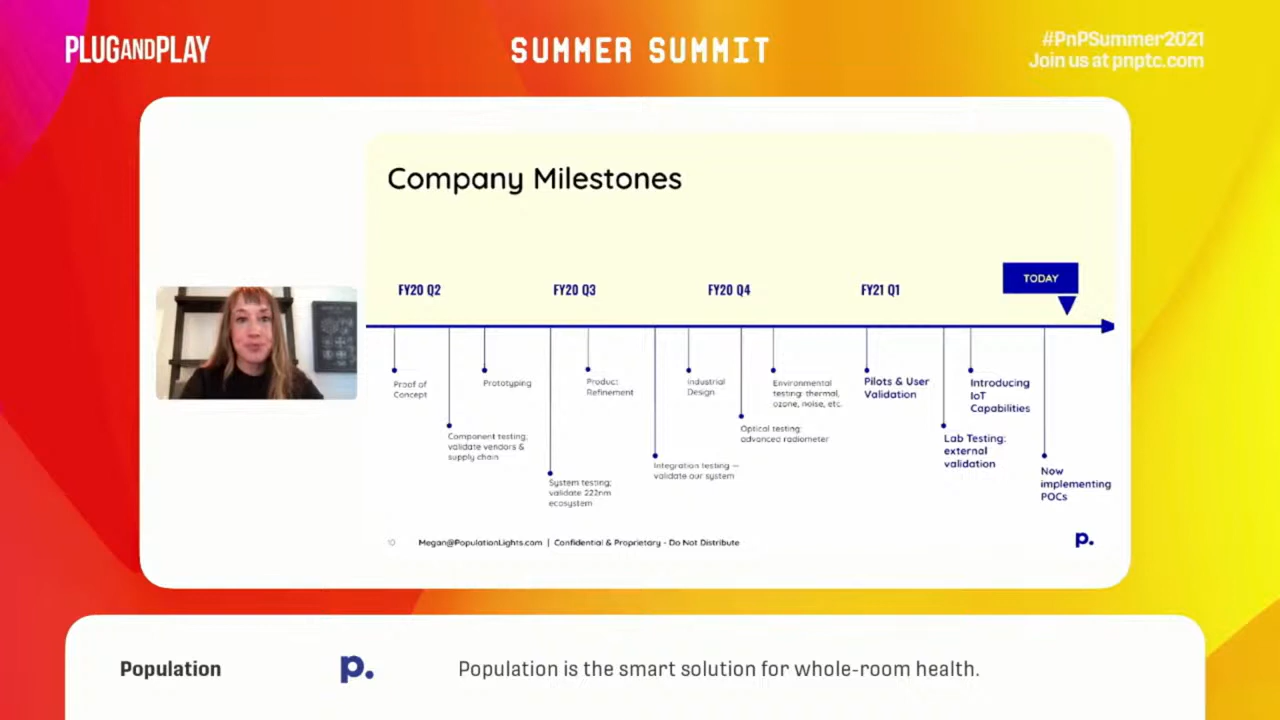 PLUGANDPLAY
SUMMER SUMMIT
#PnPSummer2021
Join us at pnptc.com
Company Milestones
TODAY
FY20 Q2
FY20 Q3
FY20 Q4
FY21 Q1
Proof of
Concept
Component testing;
validate vendors &
supply chain
Prototyping
System testing;
validate 222nm
ecosystem
Product
Refinement
Integration testing —
validate our system
Industrial
Design
Optical testing:
advanced radiometer
Environmental
testing: thermal,
ozone, noise, etc.
Pilots & User
Validation
Lab Testing:
external
validation
Introducing
IoT
Capabilities
Now
implementing
POCs
10
Megan@PopulationLights.com | Confidential & Proprietary - Do Not Distribute
p.
Population
p.
Population is the smart solution for whole-room health.